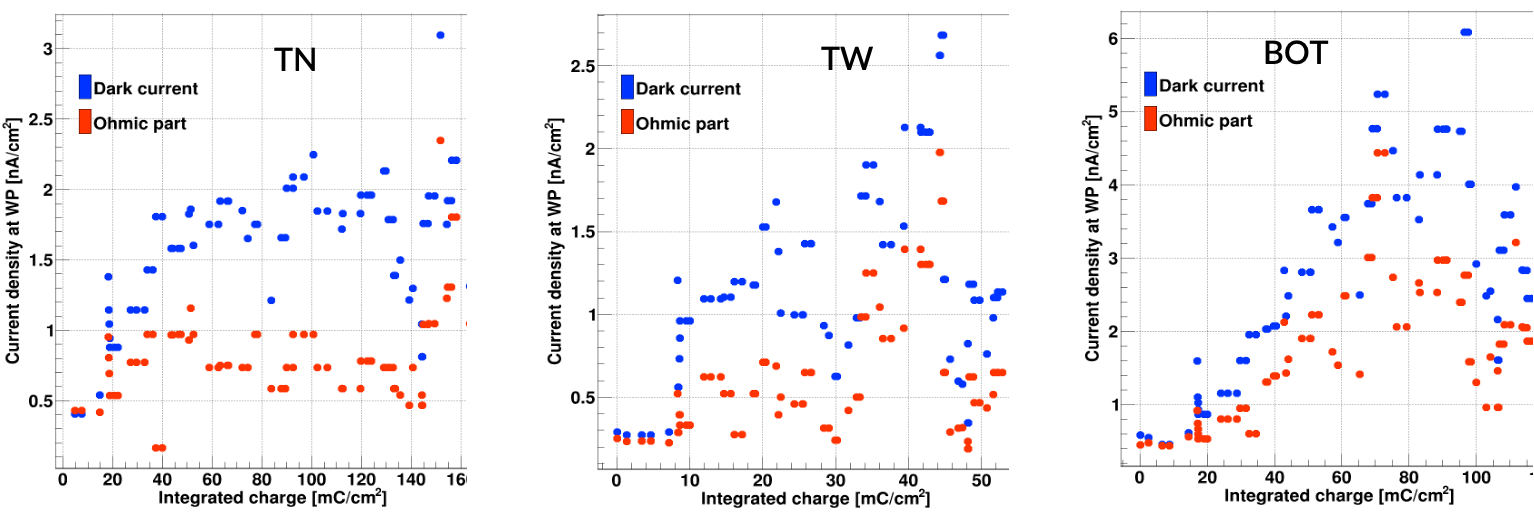 TN
Dark current
Ohmic part
Current density at WP [nA/cm²]
3
2.5
2
1.5
1
0.5
0 20 40 60 80 100 120 140 16
Integrated charge [mC/cm²]
TW
Dark current
Ohmic part
Current density at WP [nA/cm²]
2.5
2
1.5
1
0.5
0 10 20 30 40 50
Integrated charge [mC/cm²]
BOT
Dark current
Ohmic part
Current density at WP [nA/cm²]
6
5
4
3
2
1
0 20 40 60 80 100
Integrated charge [mC/cm²]